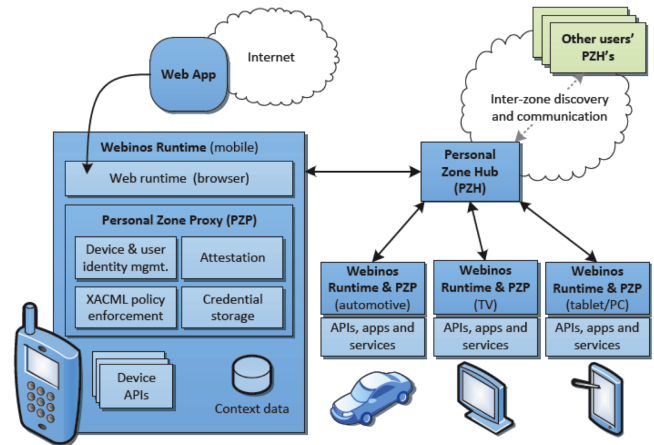 Internet
Web App
Other users'
PZH's
Inter-zone discovery
and communication
Webinos Runtime (mobile)
Web runtime (browser)
Personal Zone Proxy (PZP)
Device & user
identity mgmt.
Attestation
XACML policy
enforcement
Credential
storage
Device
APIs
Context data
Personal
Zone Hub
(PZH)
Webinos
Runtime & PZP
(automotive)
APIs, apps and
services
Webinos
Runtime & PZP
(TV)
APIs, apps and
services
Webinos
Runtime & PZP
(tablet/PC)
APIs, apps and
services